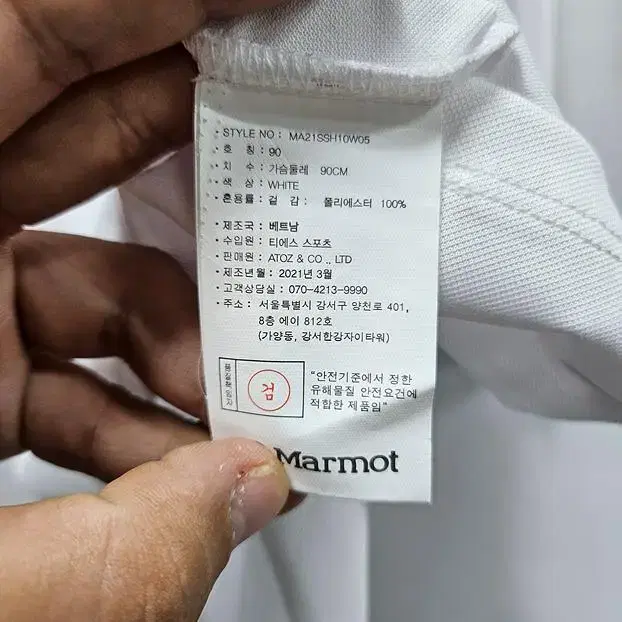 · STYLE NO : MA21SSH10W05
· 호 칭 : 90
· 치 수 : 가슴둘레 90CM
· 색 상 : WHITE
· 혼용률 : 겉 감 : 폴리에스터 100%
· 제조국 : 베트남
· 수입원 : 티에스 스포츠
· 판매원 : ATOZ & CO ., LTD
· 제조년월 : 2021년 3월
· 고객상담실 : 070-4213-9990
· 주소 : 서울특별시 강서구 양천로 401,
8층 에이 812호
(가양동, 강서한강자이타워)
품질책임자
검
"안전기준에서 정한
유해물질 안전요건에
적합한 제품임"
Marmot